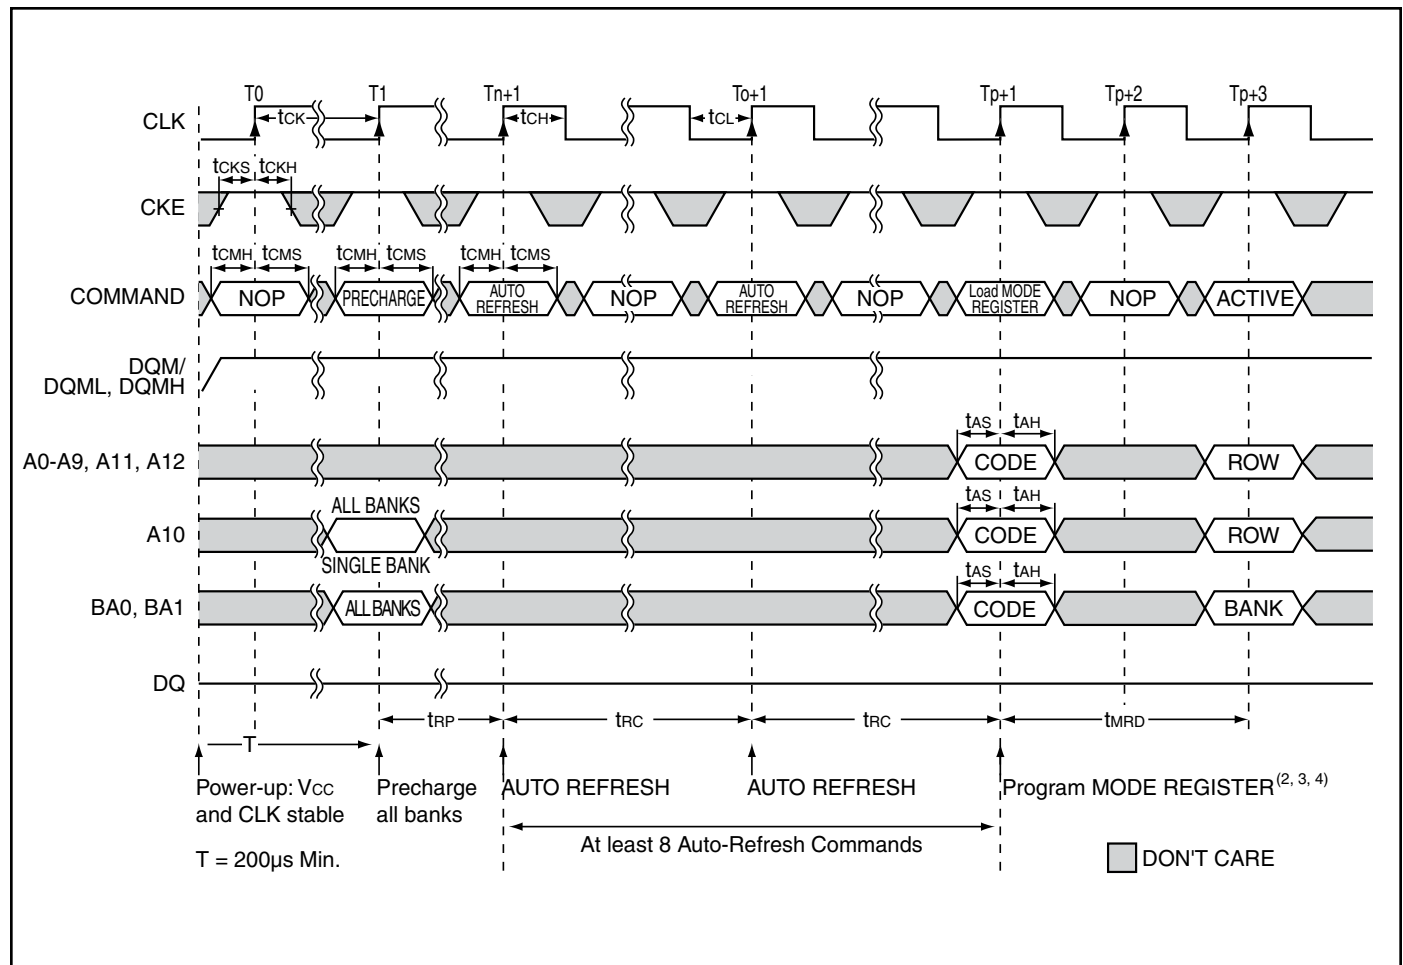 T0 T1 Tn+1 To+1 Tp+1 Tp+2 Tp+3
CLK tCK tCH tCL
tCKS tCKH
CKE
tCMH tCMS tCMH tCMS tCMH tCMS
COMMAND NOP PRECHARGE AUTO REFRESH NOP AUTO REFRESH NOP Load MODE REGISTER NOP ACTIVE
DQM/
DQML, DQMH
tAS tAH
A0-A9, A11, A12 CODE ROW
ALL BANKS tAS tAH
A10 CODE ROW
SINGLE BANK tAS tAH
BA0, BA1 ALL BANKS CODE BANK
DQ
tRP tRC tRC tMRD
T
Power-up: VCC Precharge AUTO REFRESH AUTO REFRESH Program MODE REGISTER(2, 3, 4)
and CLK stable all banks
At least 8 Auto-Refresh Commands
T = 200µs Min. DON'T CARE